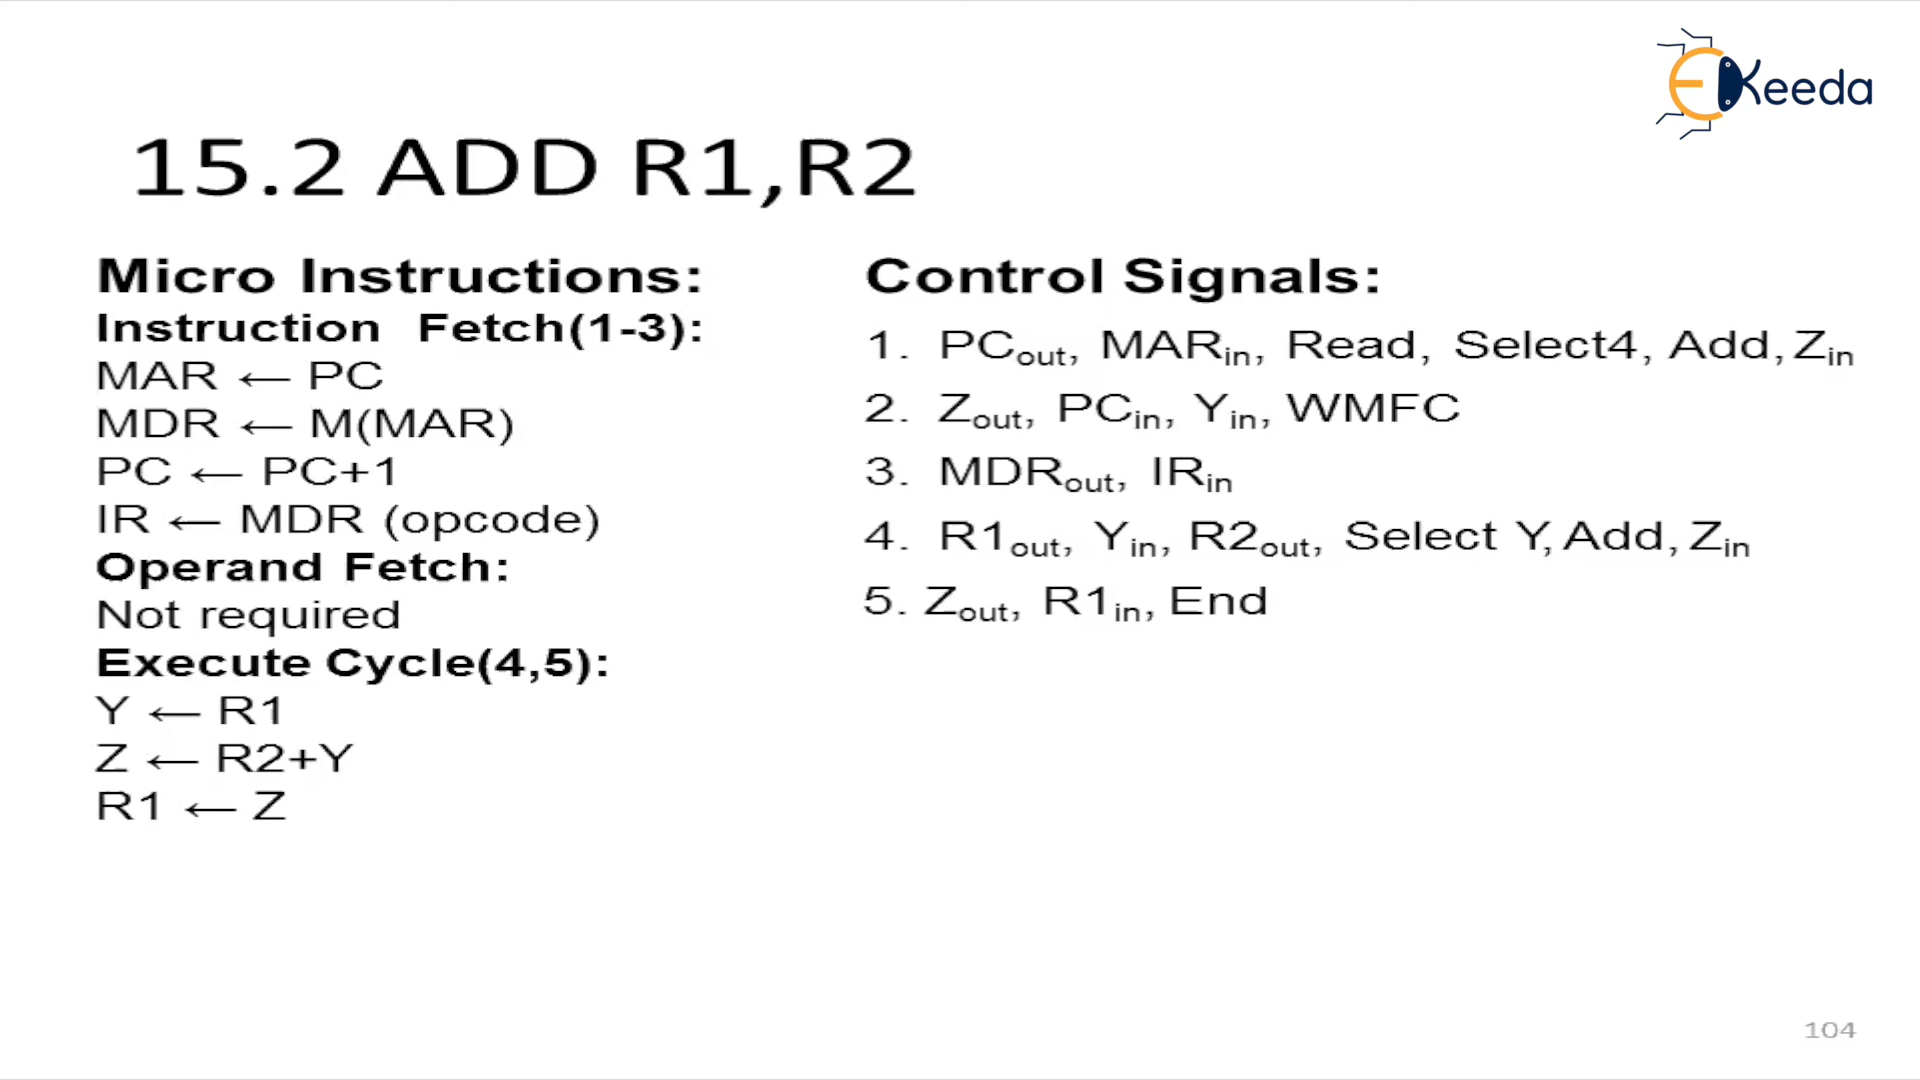 EKeeda
15.2 ADD R1,R2
Micro Instructions:
Instruction Fetch(1-3):
MAR ← PC
MDR ← M(MAR)
PC ← PC+1
IR ← MDR (opcode)
Operand Fetch:
Not required
Execute Cycle(4,5):
Y ← R1
Z ← R2+Y
R1 ← Z
Control Signals:
1. PCout, MARin, Read, Select4, Add, Zin
2. Zout, PCin, Yin, WMFC
3. MDRout, IRin
4. R1out, Yin, R2out, Select Y, Add, Zin
5. Zout, R1in, End
104